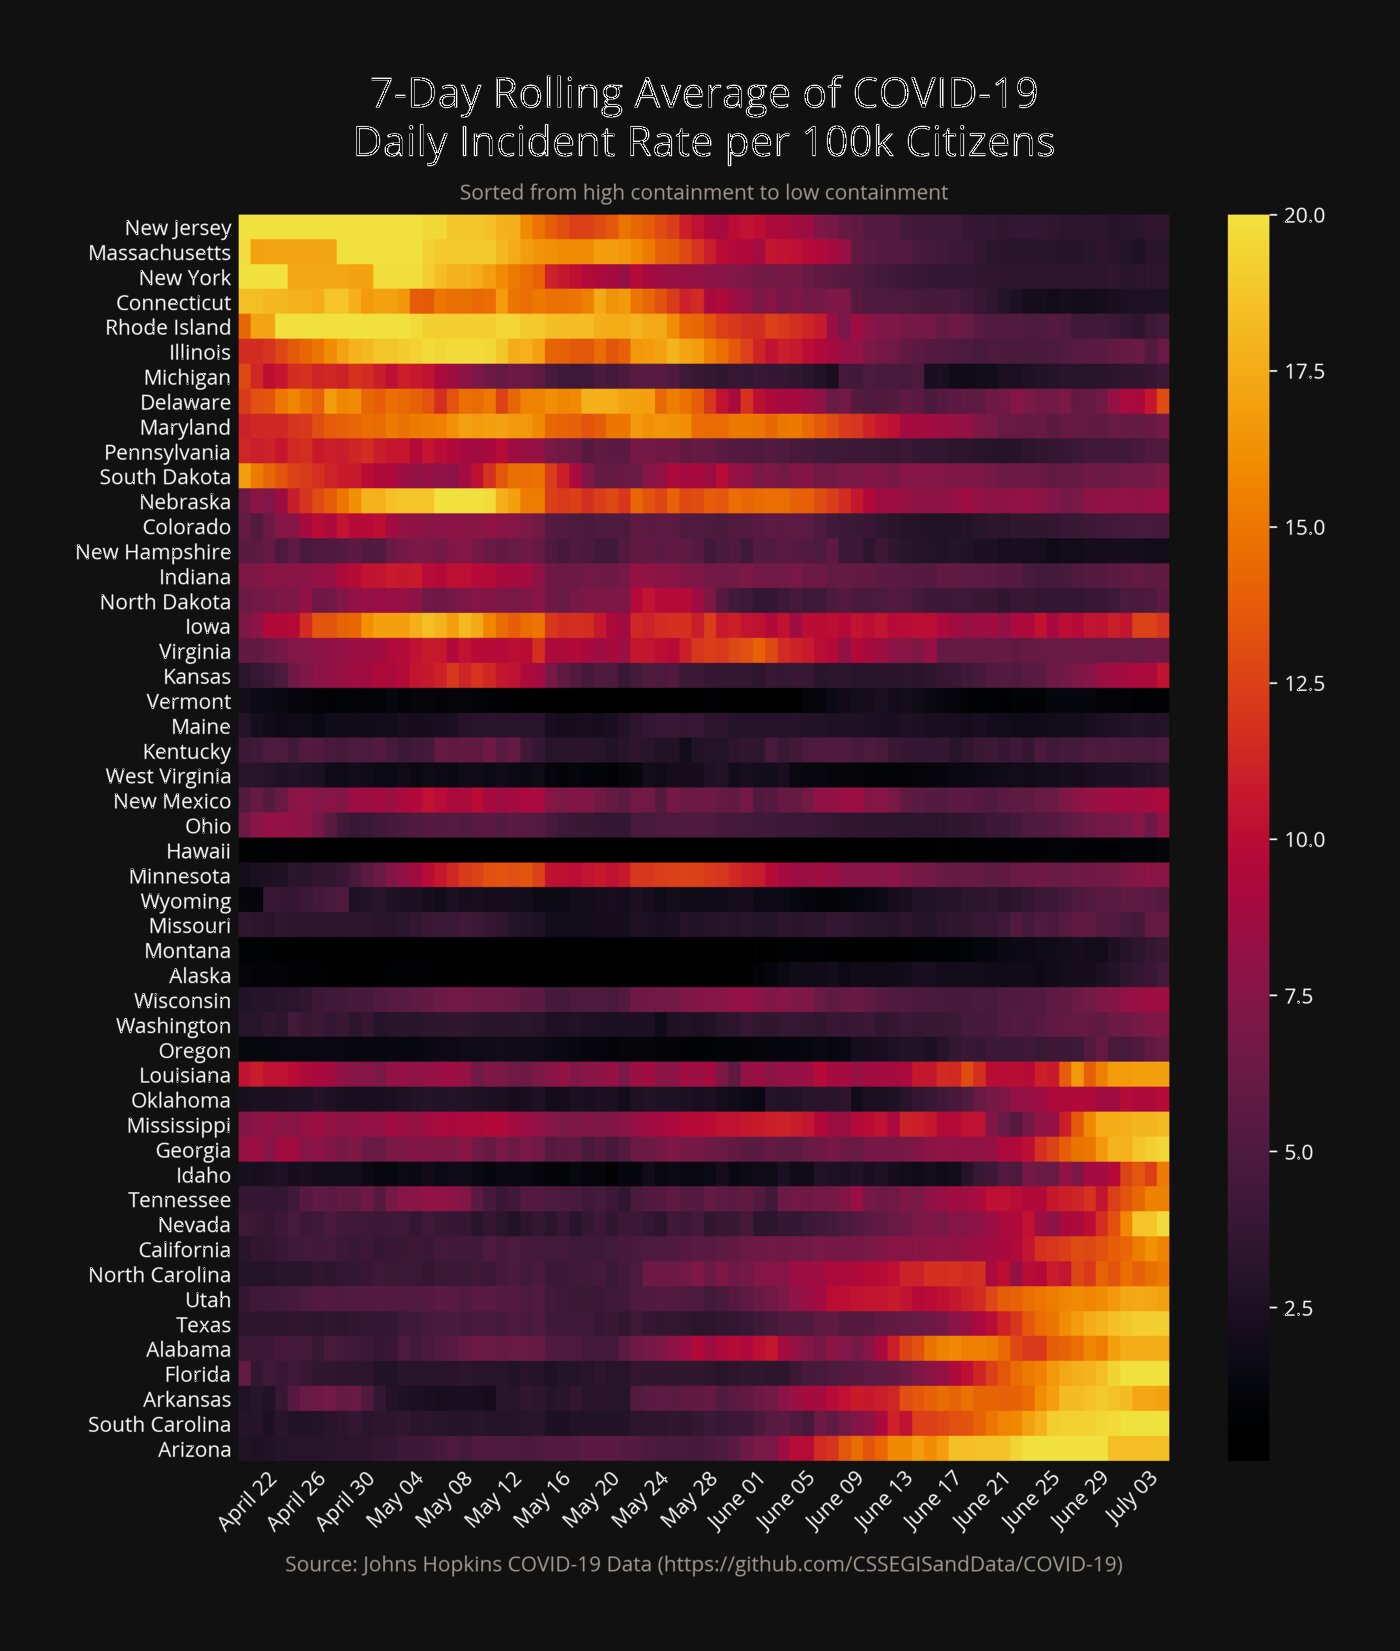 7-Day Rolling Average of COVID-19
Daily Incident Rate per 100k Citizens
Sorted from high containment to low containment
New Jersey
Massachusetts
New York
Connecticut
Rhode Island
Illinois
Michigan
Delaware
Maryland
Pennsylvania
South Dakota
Nebraska
Colorado
New Hampshire
Indiana
North Dakota
Iowa
Virginia
Kansas
Vermont
Maine
Kentucky
West Virginia
New Mexico
Ohio
Hawaii
Minnesota
Wyoming
Missouri
Montana
Alaska
Wisconsin
Washington
Oregon
Louisiana
Oklahoma
Mississippi
Georgia
Idaho
Tennessee
Nevada
California
North Carolina
Utah
Texas
Alabama
Florida
Arkansas
South Carolina
Arizona
20.0
17.5
15.0
12.5
10.0
7.5
5.0
2.5
April 22
April 26
April 30
May 04
May 08
May 12
May 16
May 20
May 24
May 28
June 01
June 05
June 09
June 13
June 17
June 21
June 25
June 29
July 03
Source: Johns Hopkins COVID-19 Data (https://github.com/CSSEGISandData/COVID-19)